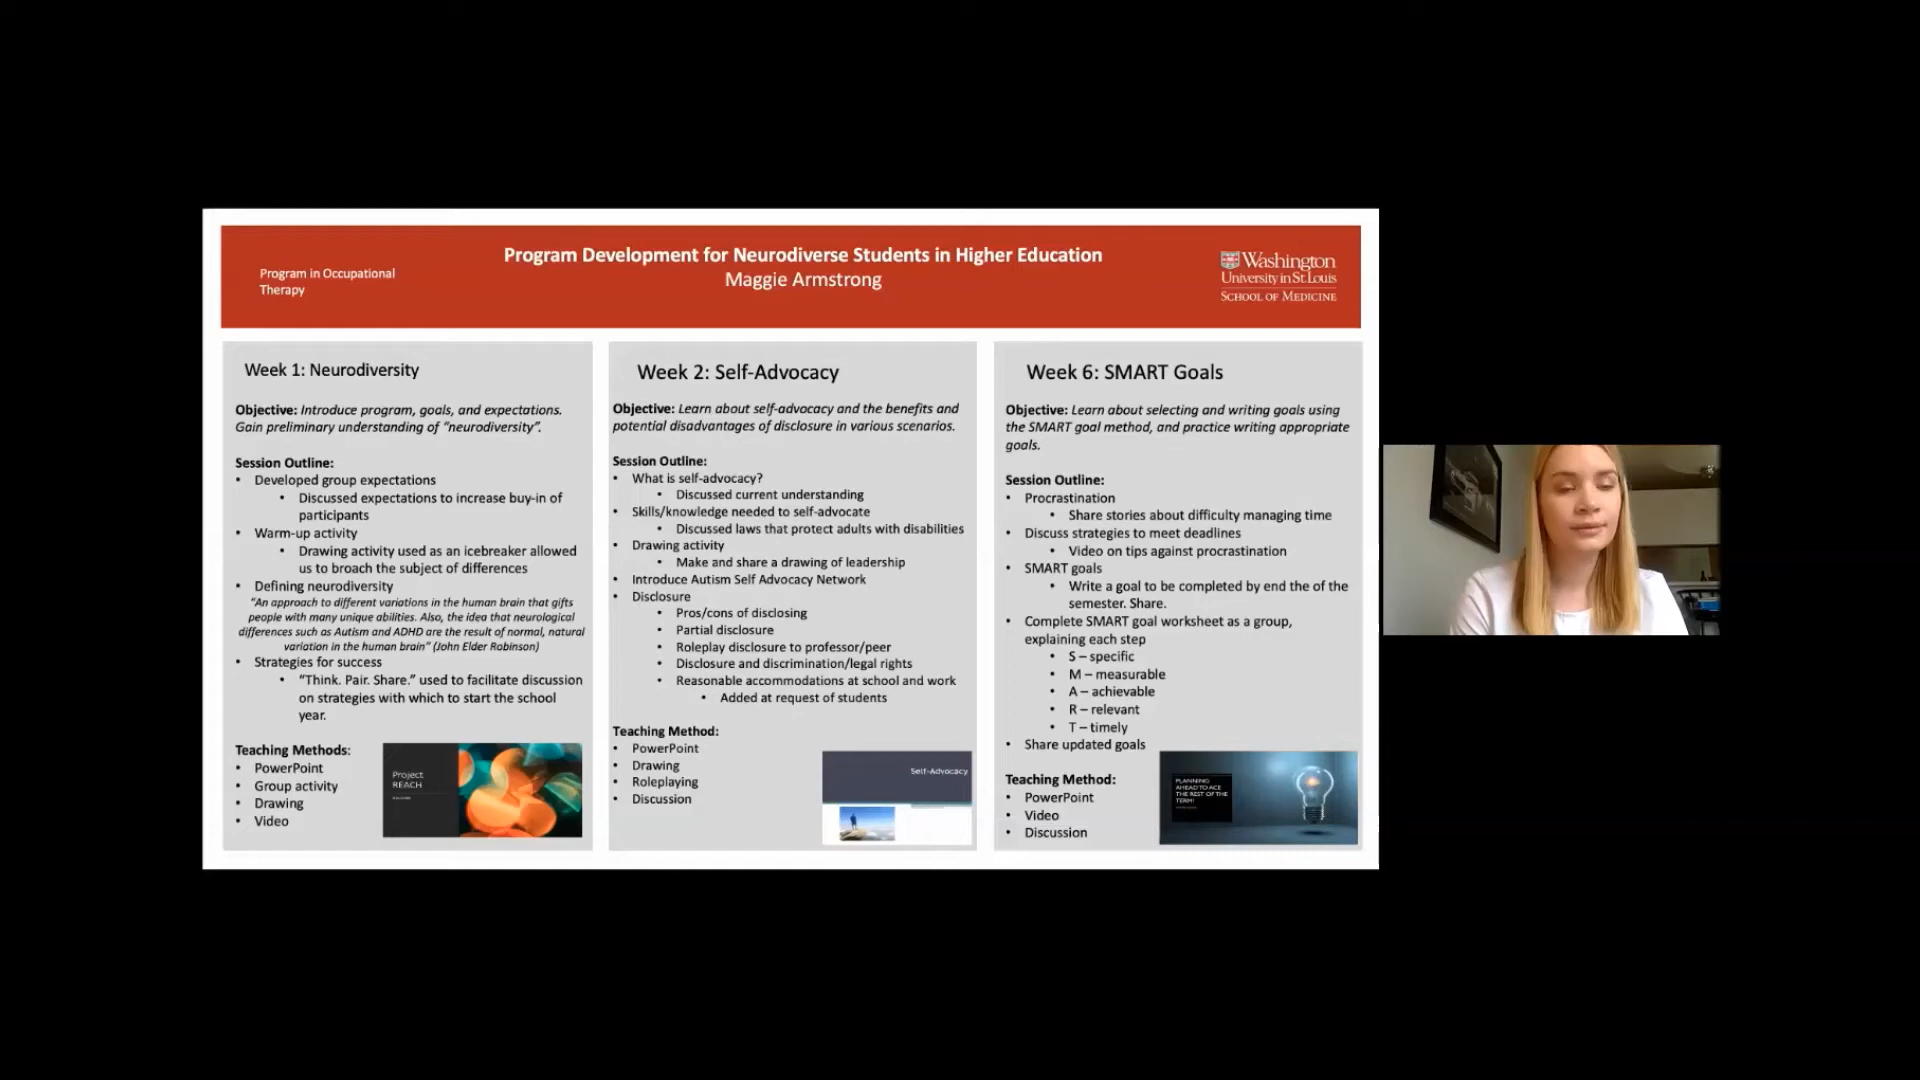 Program in Occupational
Therapy
Program Development for Neurodiverse Students in Higher Education
Maggie Armstrong
Washington
University in St. Louis
SCHOOL OF MEDICINE
Week 1: Neurodiversity
Objective: Introduce program, goals, and expectations.
Gain preliminary understanding of “neurodiversity”.
Session Outline:
• Developed group expectations
• Discussed expectations to increase buy-in of
participants
• Warm-up activity
• Drawing activity used as an icebreaker allowed
us to broach the subject of differences
• Defining neurodiversity
“An approach to different variations in the human brain that gifts
people with many unique abilities. Also, the idea that neurological
differences such as Autism and ADHD are the result of normal, natural
variation in the human brain” (John Elder Robinson)
• Strategies for success
• “Think. Pair. Share.” used to facilitate discussion
on strategies with which to start the school
year.
Teaching Methods:
• PowerPoint
• Group activity
• Drawing
• Video
Project
REACH
Week 2: Self-Advocacy
Objective: Learn about self-advocacy and the benefits and
potential disadvantages of disclosure in various scenarios.
Session Outline:
• What is self-advocacy?
• Discussed current understanding
• Skills/knowledge needed to self-advocate
• Discussed laws that protect adults with disabilities
• Drawing activity
• Make and share a drawing of leadership
• Introduce Autism Self Advocacy Network
• Disclosure
• Pros/cons of disclosing
• Partial disclosure
• Roleplay disclosure to professor/peer
• Disclosure and discrimination/legal rights
• Reasonable accommodations at school and work
• Added at request of students
Teaching Method:
• PowerPoint
• Drawing
• Roleplaying
• Discussion
Self-Advocacy
Week 6: SMART Goals
Objective: Learn about selecting and writing goals using
the SMART goal method, and practice writing appropriate
goals.
Session Outline:
• Procrastination
• Share stories about difficulty managing time
• Discuss strategies to meet deadlines
• Video on tips against procrastination
• SMART goals
• Write a goal to be completed by end the of the
semester. Share.
• Complete SMART goal worksheet as a group,
explaining each step
• S – specific
• M – measurable
• A – achievable
• R – relevant
• T – timely
• Share updated goals
Teaching Method:
• PowerPoint
• Video
• Discussion
PLANNING
AHEAD TO ACE
THE REST OF THE
TERM!